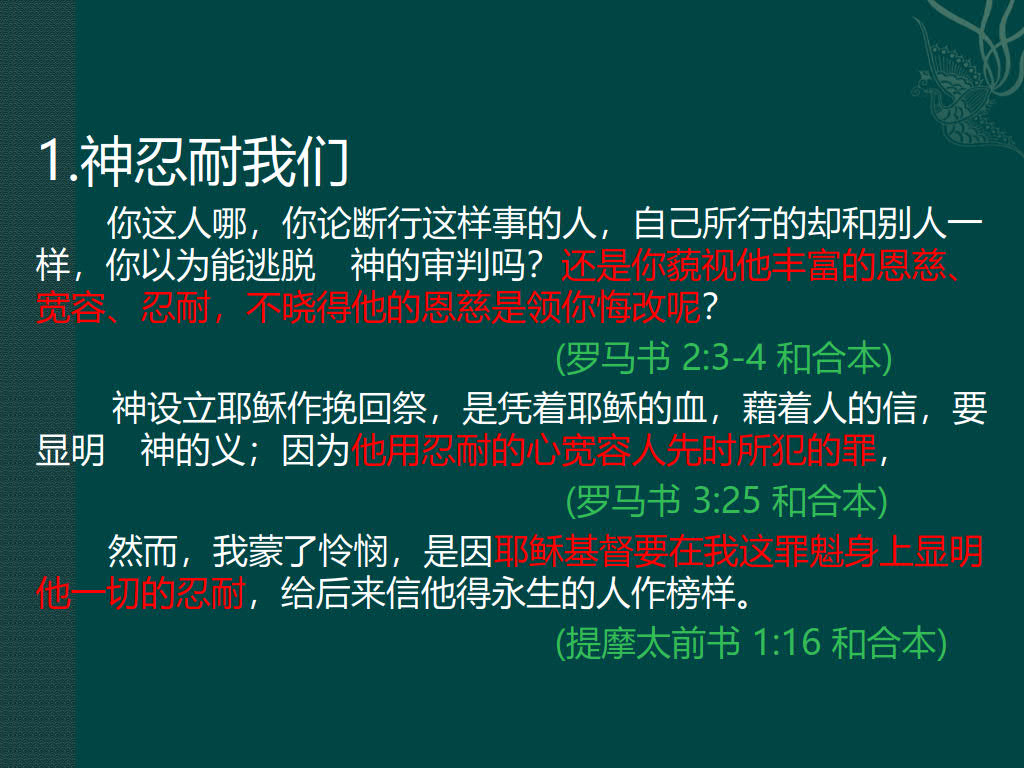 1.神忍耐我们
你这人哪，你论断行这样事的人，自己所行的却和别人一
样，你以为能逃脱　神的审判吗？还是你藐视他丰富的恩慈、
宽容、忍耐，不晓得他的恩慈是领你悔改呢？
(罗马书 2:3-4 和合本)
神设立耶稣作挽回祭，是凭着耶稣的血，藉着人的信，要
显明　神的义；因为他用忍耐的心宽容人先时所犯的罪，
(罗马书 3:25 和合本)
然而，我蒙了怜悯，是因耶稣基督要在我这罪魁身上显明
他一切的忍耐，给后来信他得永生的人作榜样。
(提摩太前书 1:16 和合本)